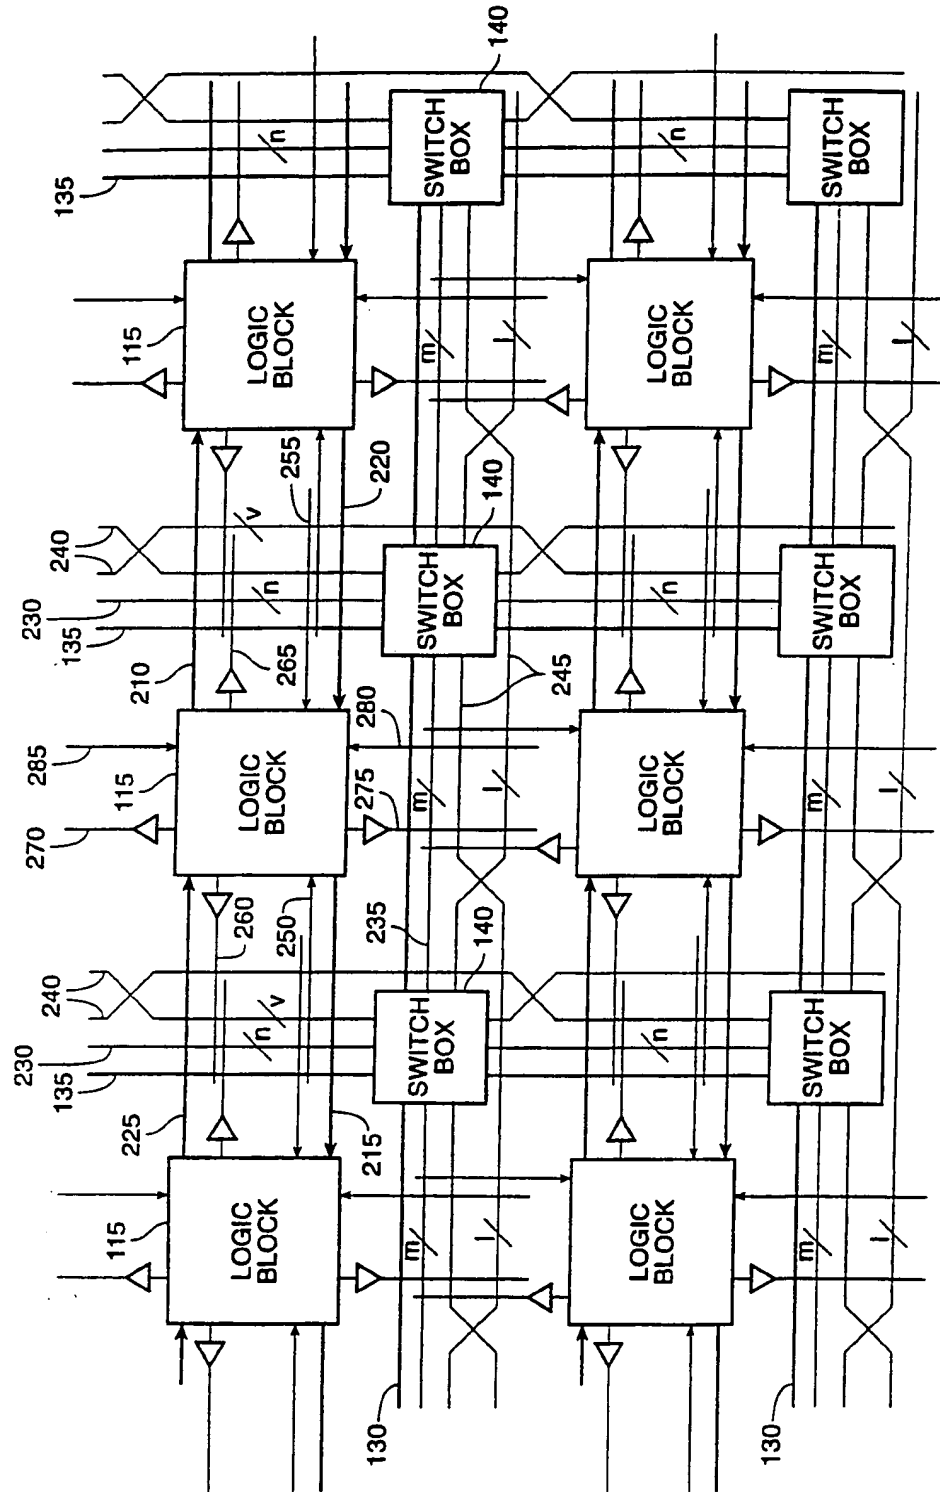 230
270
285
230
135
240
135
240
135
115
225
115
210
115
LOGIC
BLOCK
n
v
260
250
LOGIC
BLOCK
265
n
v
255
LOGIC
BLOCK
n
215
275
280
220
130
m
SWITCH
BOX
140
235
m
SWITCH
BOX
140
m
SWITCH
BOX
140
l
l
245
l
LOGIC
BLOCK
n
LOGIC
BLOCK
n
LOGIC
BLOCK
n
130
m
SWITCH
BOX
m
SWITCH
BOX
m
SWITCH
BOX
l
l
l